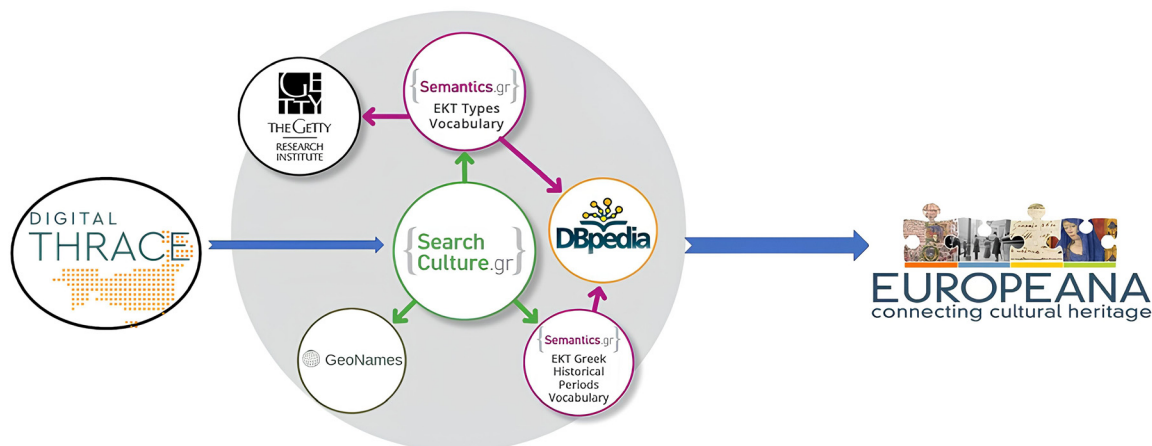 DIGITAL
THRACE
GETTY
THE GETTY
RESEARCH
INSTITUTE
{Semantics.gr}
EKT Types
Vocabulary
{Search
Culture.gr}
DBpedia
GeoNames
{Semantics.gr}
EKT Greek
Historical
Periods
Vocabulary
EUROPEANA
connecting cultural heritage